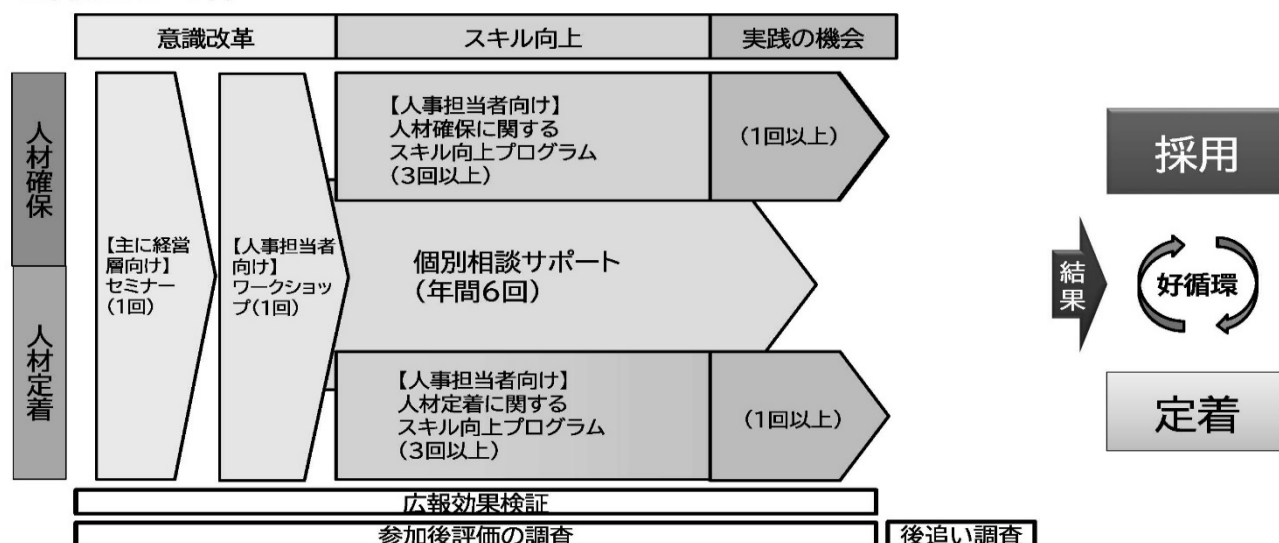 意識改革
スキル向上
実践の機会
人材確保
人材定着
【主に経営
層向け】
セミナー
(1回)
【人事担当者
向け】
ワークショッ
プ(1回)
【人事担当者向け】
人材確保に関する
スキル向上プログラム
(3回以上)
(1回以上)
個別相談サポート
(年間6回)
【人事担当者向け】
人材定着に関する
スキル向上プログラム
(3回以上)
(1回以上)
結果
採用
好循環
定着
広報効果検証
参加後評価の調査
後追い調査